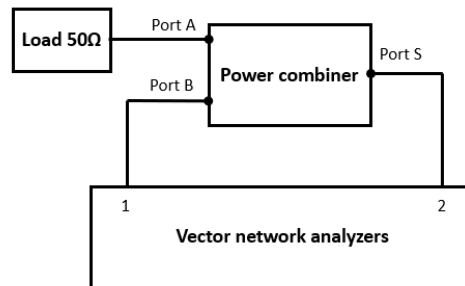 Load 50Ω
Port A
Port B
Power combiner
Port S
1
2
Vector network analyzers